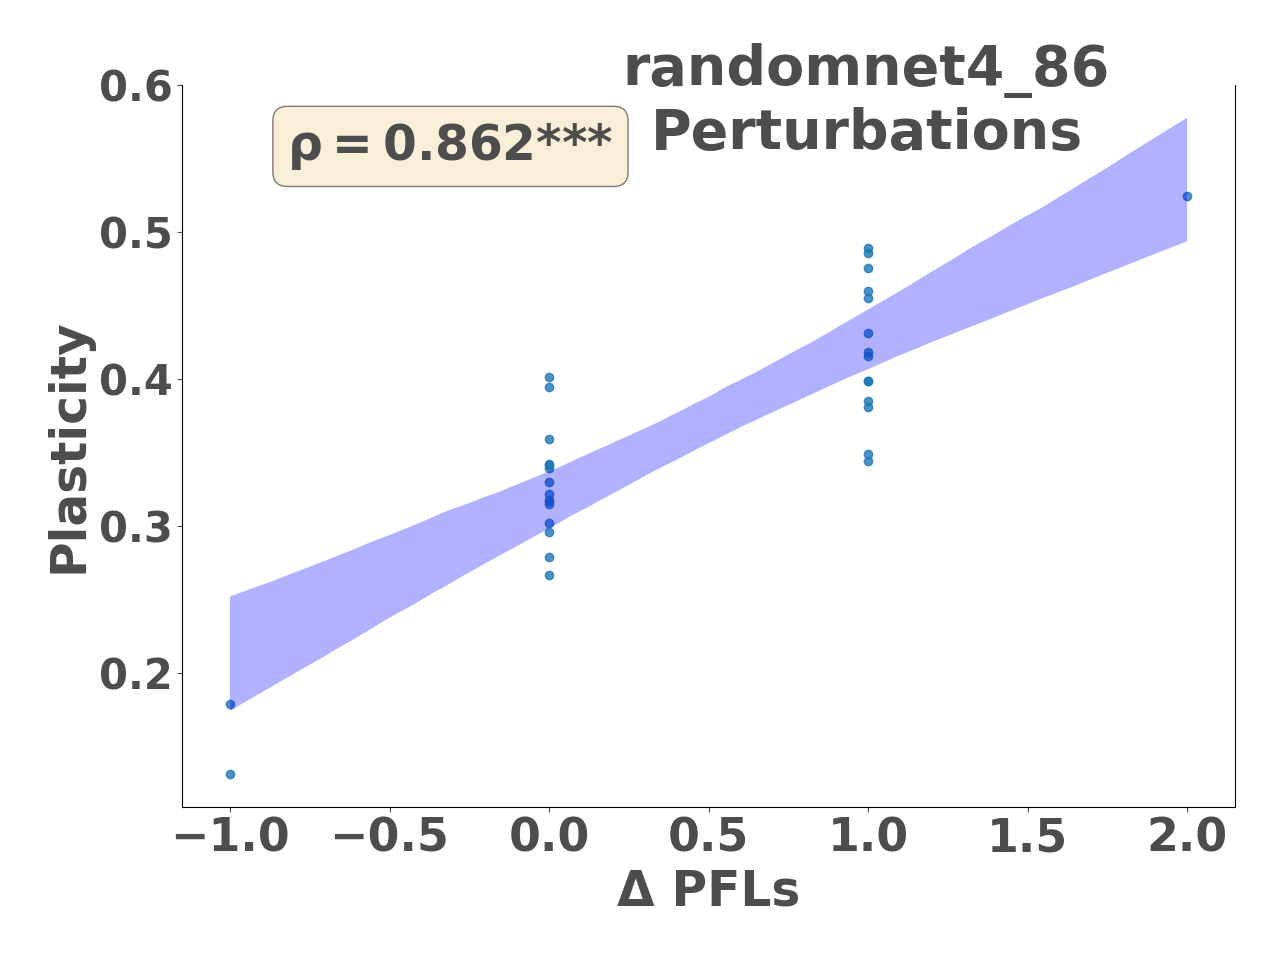 randomnet4_86
Perturbations
ρ = 0.862***
Plasticity
0.6
0.5
0.4
0.3
0.2
−1.0 −0.5 0.0 0.5 1.0 1.5 2.0
Δ PFLs